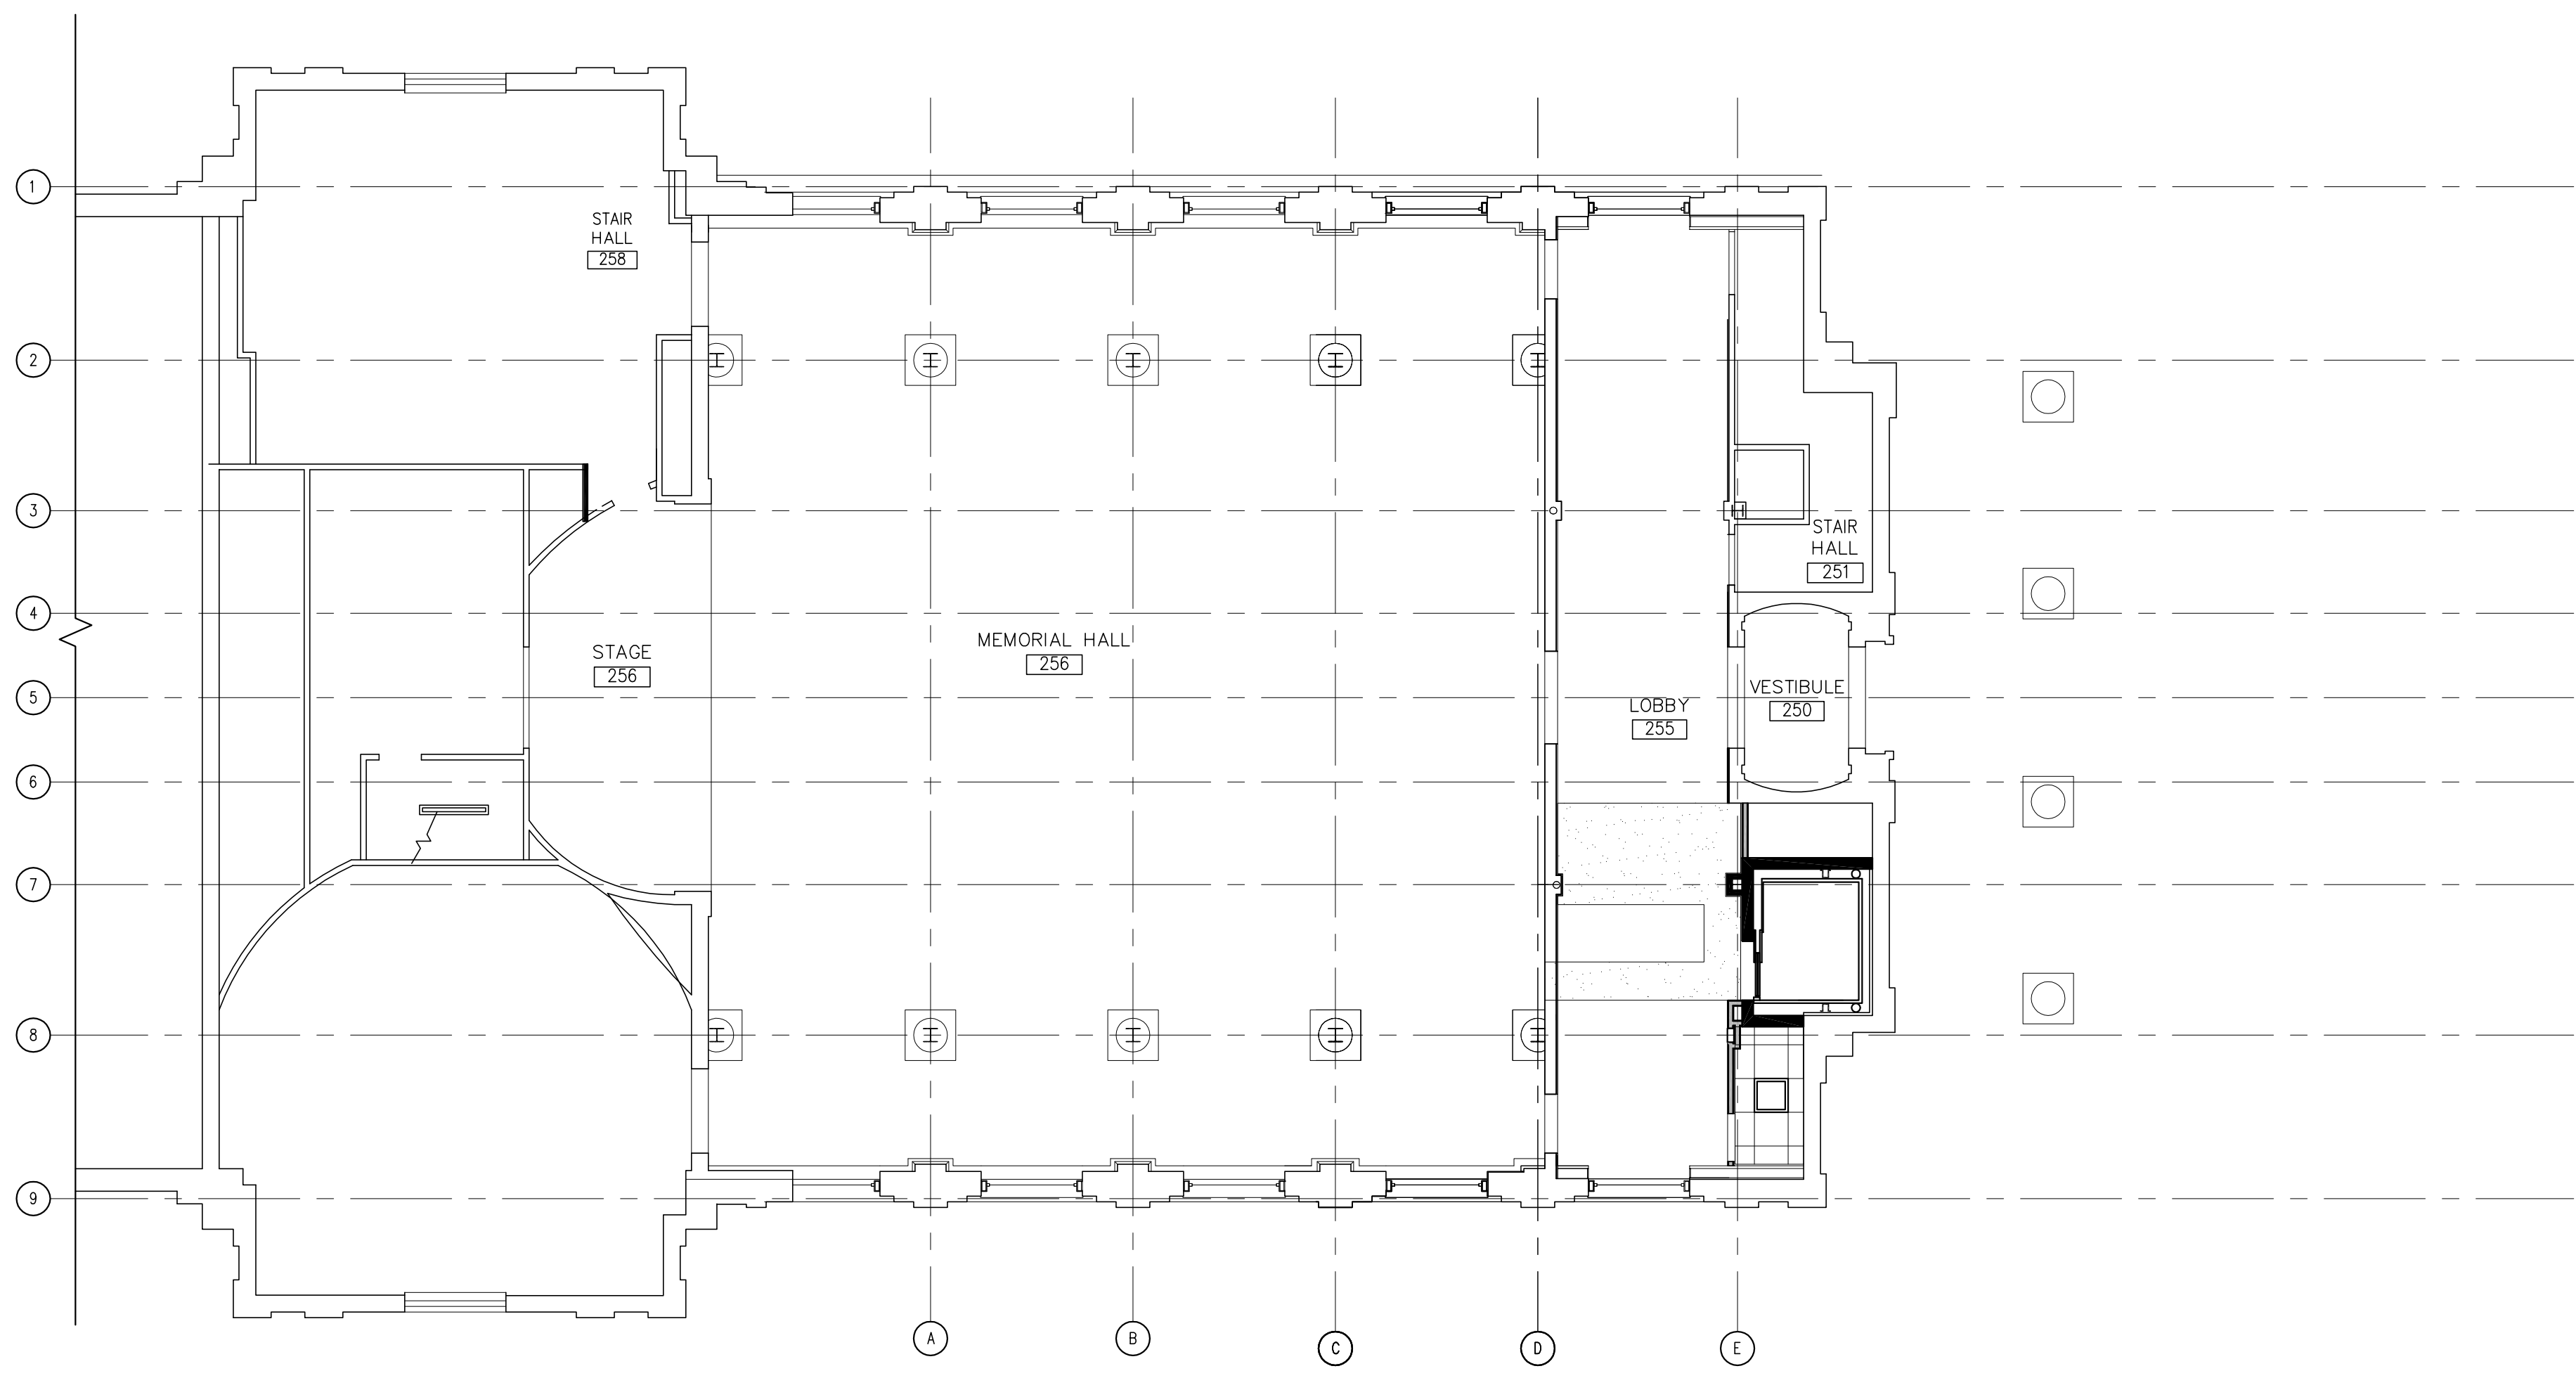 1
STAIR
HALL
258
2
3
STAIR
HALL
251
4
MEMORIAL HALL
256
STAGE
256
5
VESTIBULE
250
LOBBY
255
6
7
8
9
A
B
C
D
E